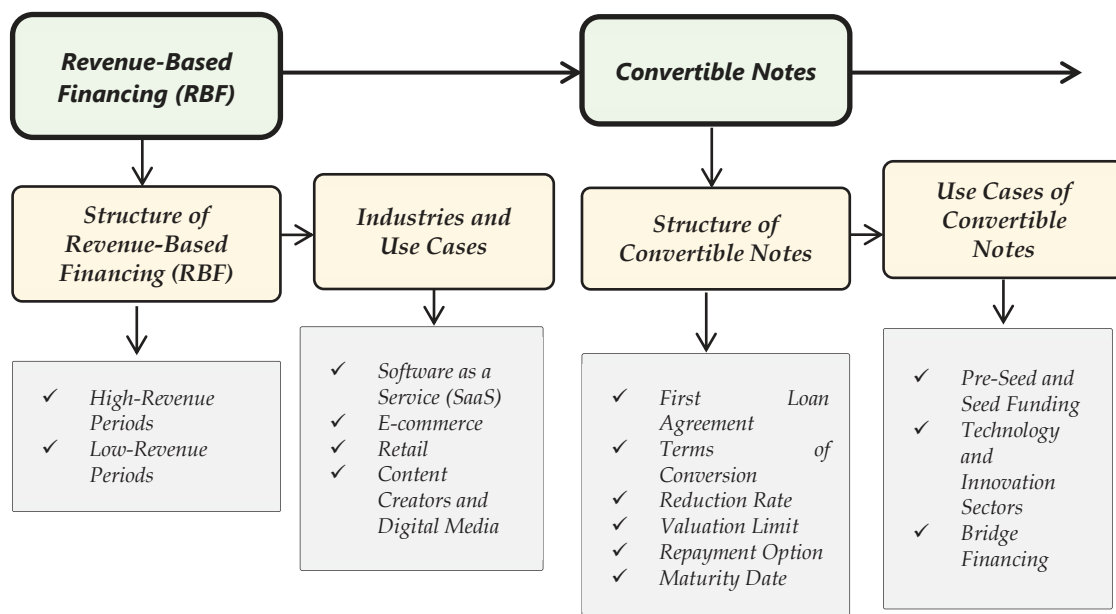 Revenue-Based
Financing (RBF)
Convertible Notes
Structure of
Revenue-Based
Financing (RBF)
Industries and
Use Cases
Structure of
Convertible Notes
Use Cases of
Convertible
Notes
✓ High-Revenue
Periods
✓ Low-Revenue
Periods
✓ Software as a
Service (SaaS)
✓ E-commerce
✓ Retail
✓ Content
Creators and
Digital Media
✓ First Loan
Agreement
✓ Terms of
Conversion
✓ Reduction Rate
✓ Valuation Limit
✓ Repayment Option
✓ Maturity Date
✓ Pre-Seed and
Seed Funding
✓ Technology
and
Innovation
Sectors
✓ Bridge
Financing